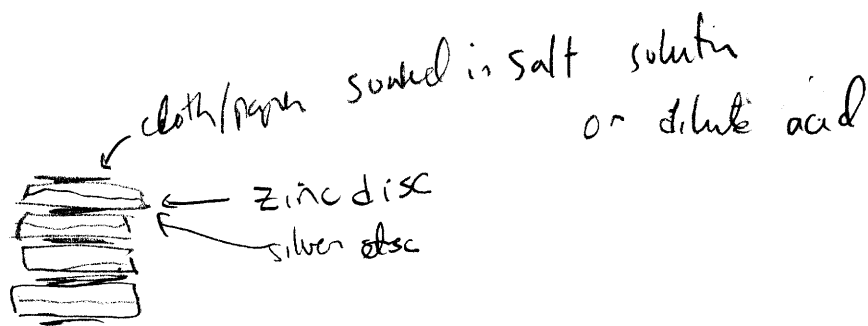 cloth/paper soaked in salt solution
or dilute acid
zinc disc
silver disc